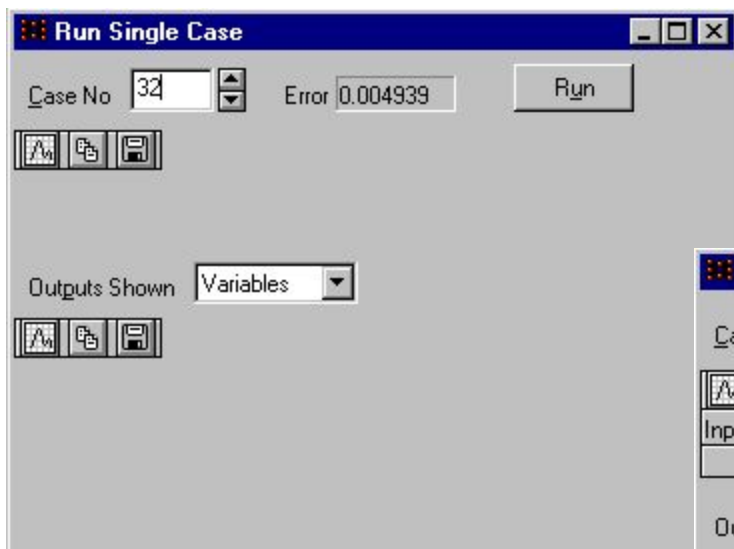 Run Single Case
Case No 32 Error 0.004939 Run
Outputs Shown Variables